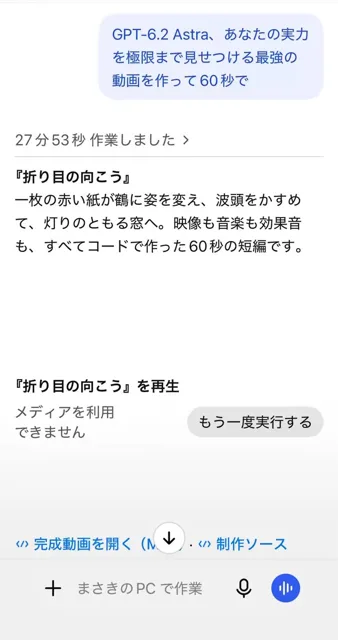 GPT-6.2 Astra、あなたの実力
を極限まで見せつける最強の
動画を作って60秒で
27分53秒 作業しました
『折り目の向こう』
一枚の赤い紙が鶴に姿を変え、波頭をかすめ
て、灯りのともる窓へ。映像も音楽も効果音
も、すべてコードで作った60秒の短編です。
『折り目の向こう』を再生
メディアを利用
できません
もう一度実行する
完成動画を開く（M
・
制作ソース
まさきのPCで作業